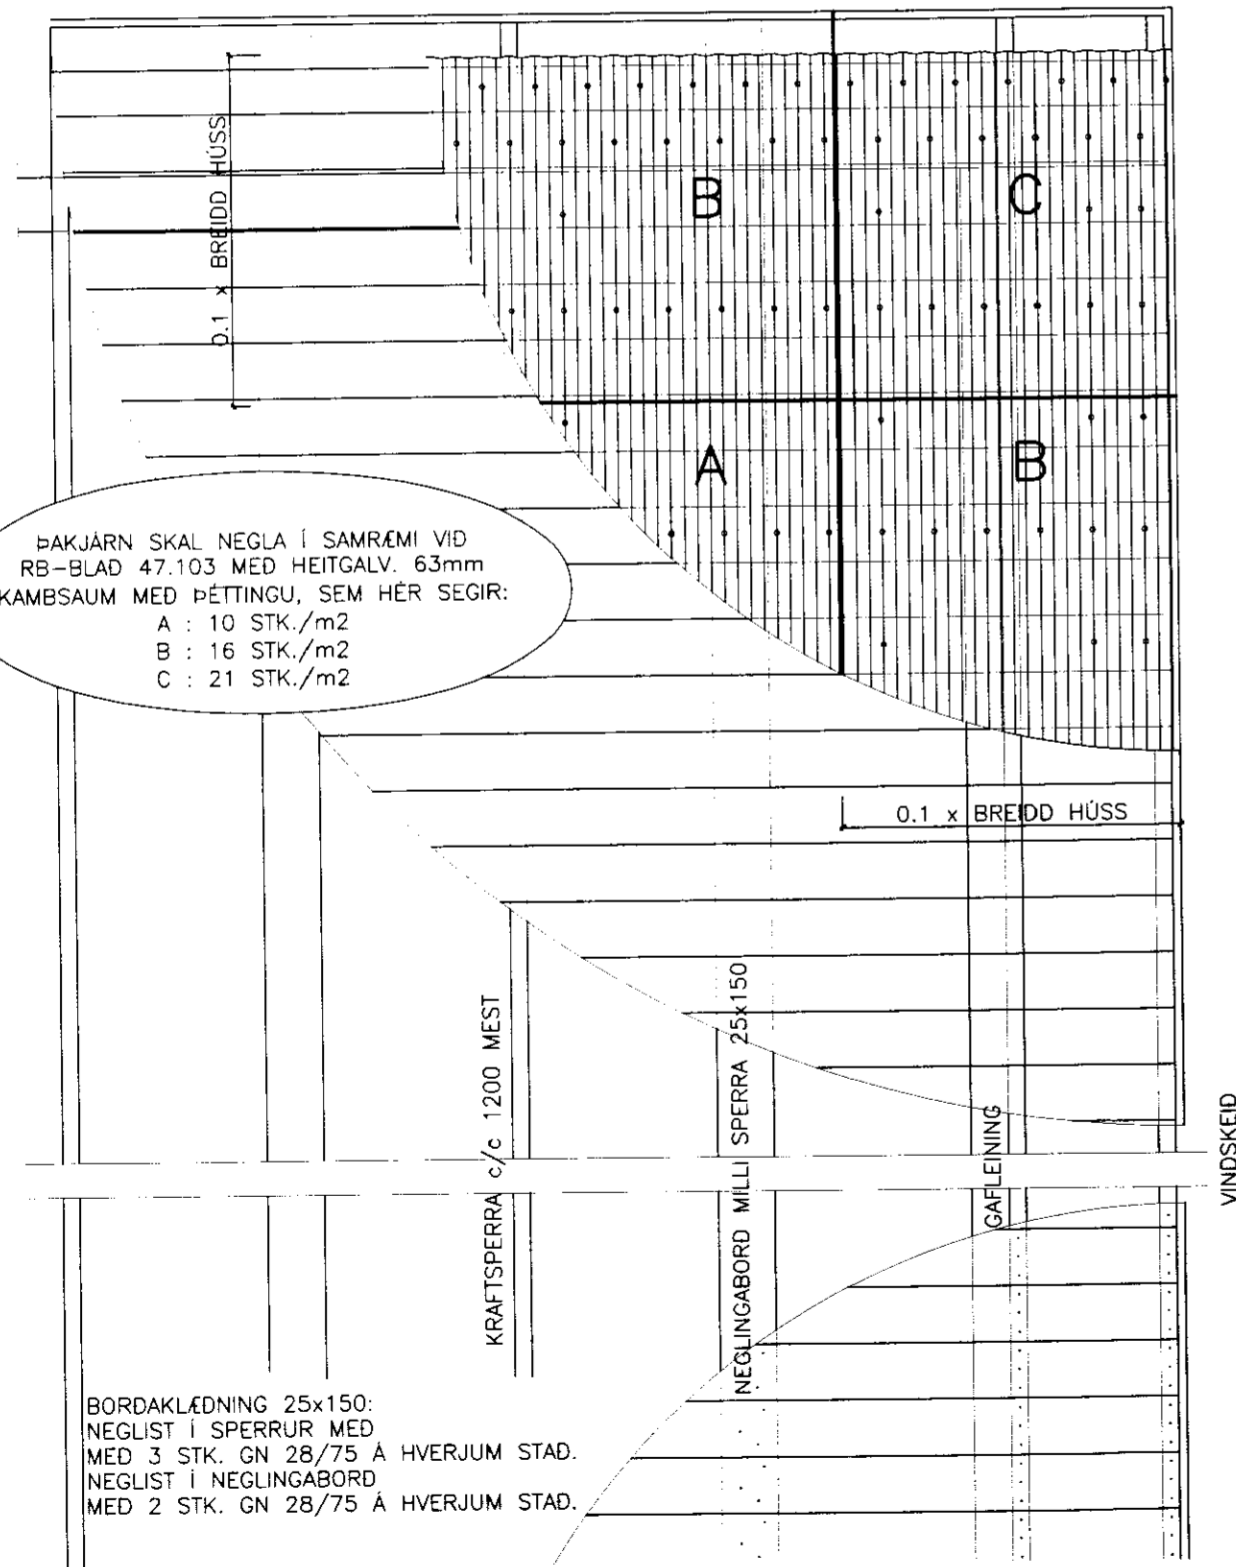 0.1 x BREIDD HÚSS
B
C
A
B
ÞAKJÁRN SKAL NEGLA Í SAMRÆMI VIÐ
RB-BLAÐ 47.103 MEÐ HEITGALV. 63mm
KAMBSAUM MEÐ ÞÉTTINGU, SEM HÉR SEGIR:
A : 10 STK./m2
B : 16 STK./m2
C : 21 STK./m2
0.1 x BREIDD HÚSS
KRAFTSPERRA c/c 1200 MEST
NEGLINGABORÐ MILLI SPERRA 25x150
GAFLEINING
VINDSKEIÐ
BORÐAKLÆÐNING 25x150:
NEGLIST Í SPERRUR MEÐ
MEÐ 3 STK. GN 28/75 Á HVERJUM STAÐ.
NEGLIST Í NEGLINGABORÐ
MEÐ 2 STK. GN 28/75 Á HVERJUM STAÐ.